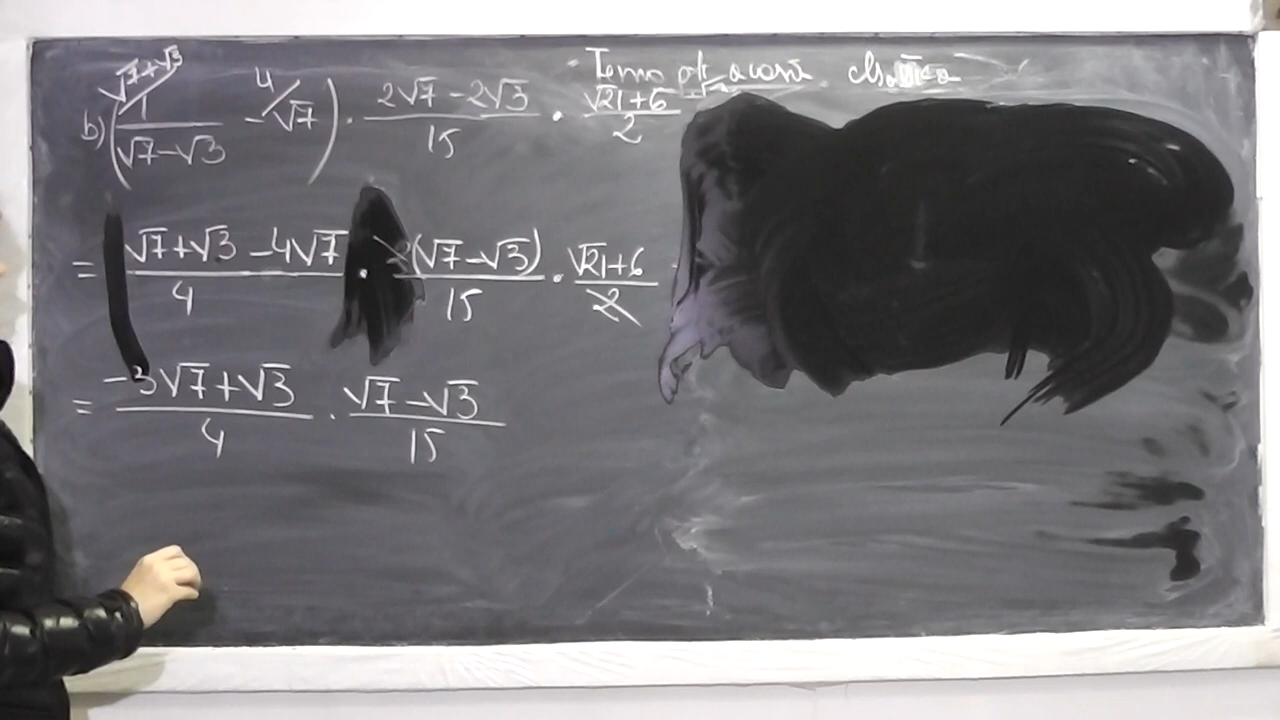 Tema pt acasă
b) (√7+√3 / 1/(√7-√3) - 4 / √7) · (2√7-2√3)/15 · (√21+6)/2
= (√7+√3-4√7)/4 · 2(√7-√3)/15 · (√21+6)/2
= (-3√7+√3)/4 · (√7-√3)/15